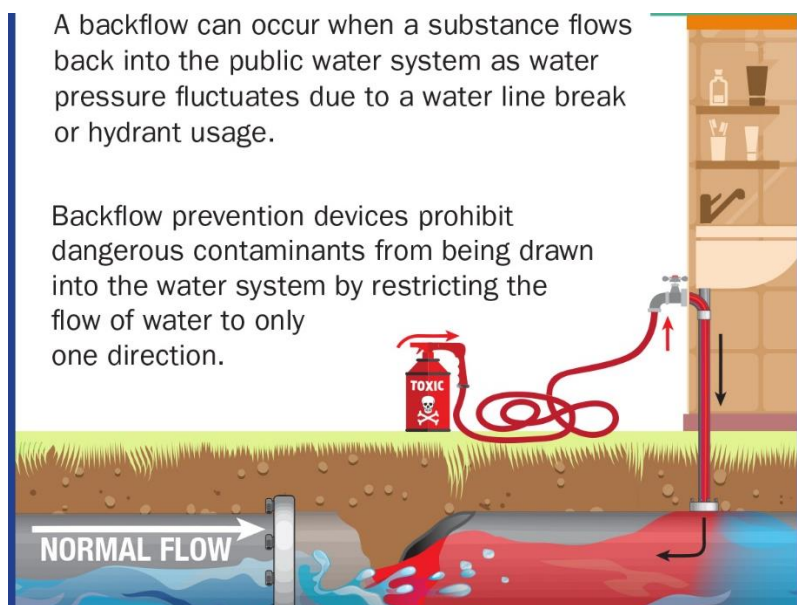 A backflow can occur when a substance flows
back into the public water system as water
pressure fluctuates due to a water line break
or hydrant usage.
Backflow prevention devices prohibit
dangerous contaminants from being drawn
into the water system by restricting the
flow of water to only
one direction.
TOXIC
NORMAL FLOW